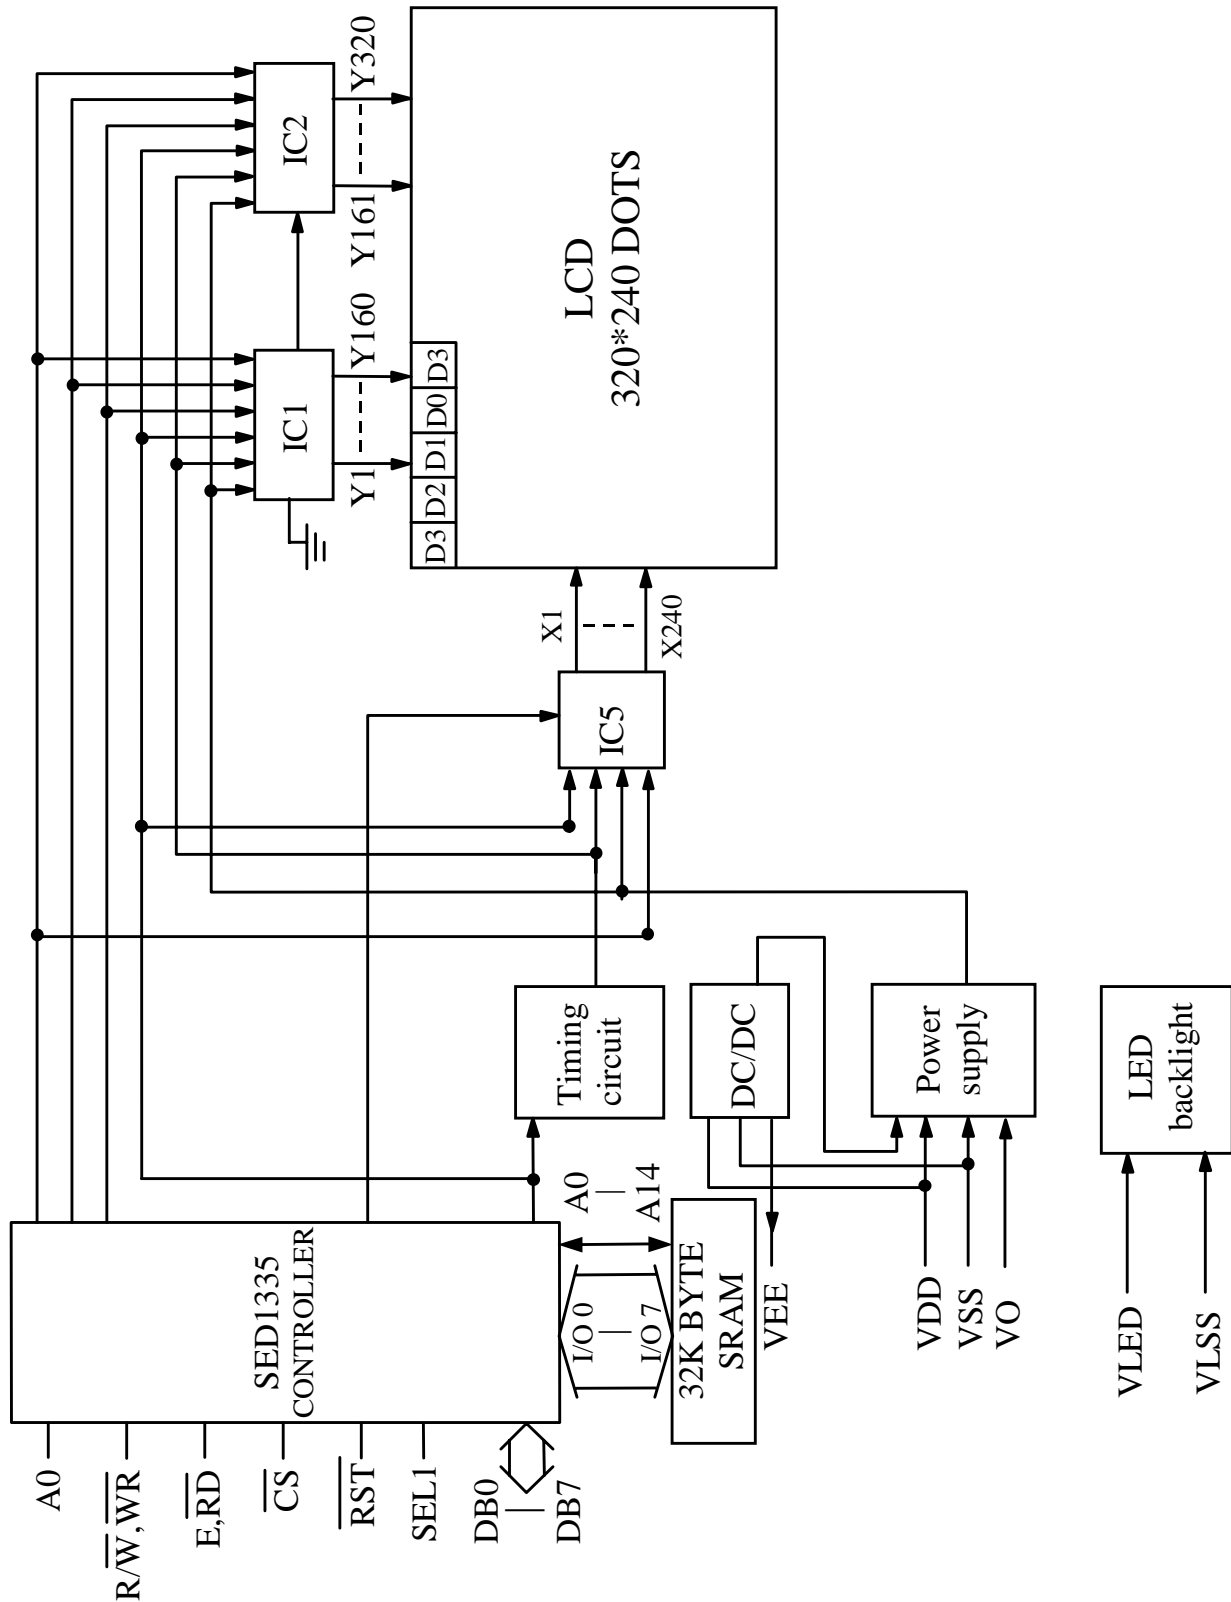 A0
R/W,WR
E,RD
CS
RST
SEL1
DB0
DB7
SED1335
CONTROLLER
I/O 0
I/O 7
A0
A14
32K BYTE
SRAM
Timing
circuit
DC/DC
VEE
VDD
VSS
VO
Power
supply
VLED
VLSS
LED
backlight
IC5
X1
X240
IC1
IC2
Y1
Y160
Y161
Y320
D3
D2
D1
D0
D3
LCD
320*240 DOTS